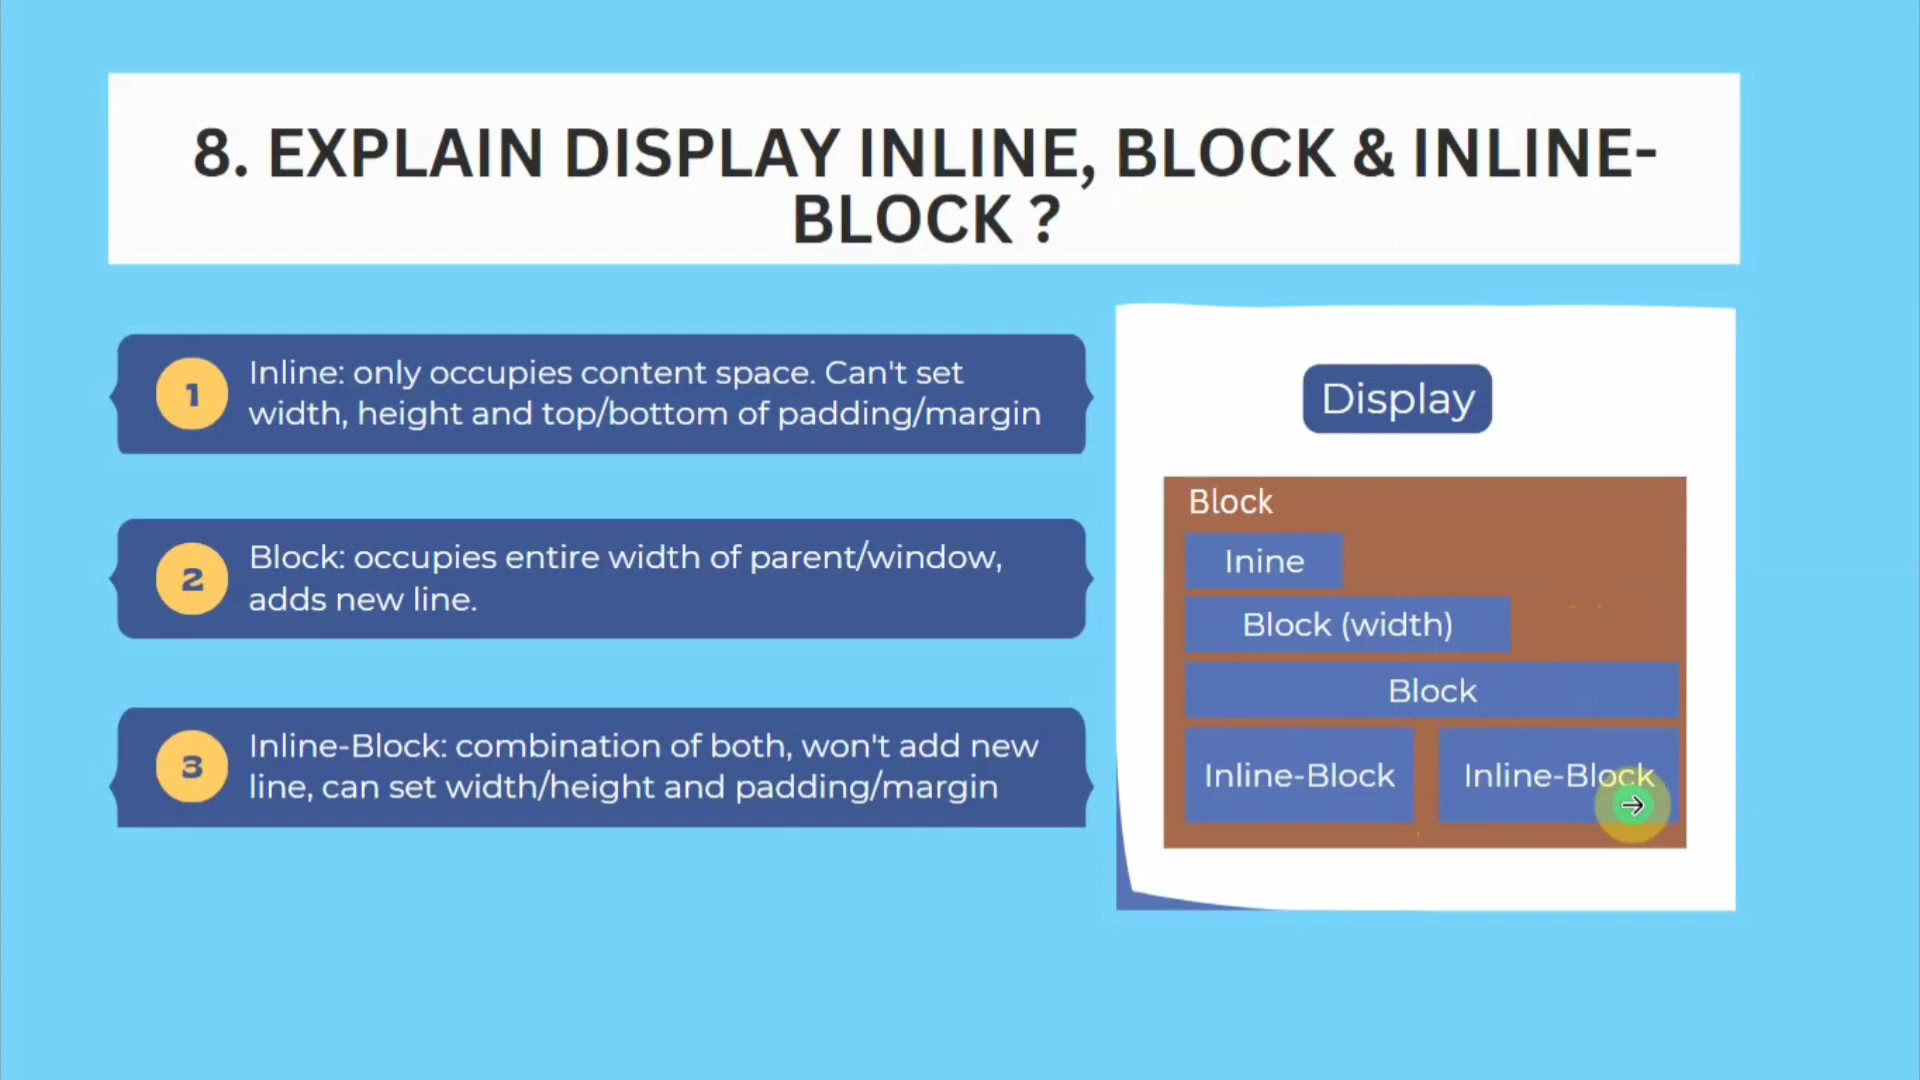 8. EXPLAIN DISPLAY INLINE, BLOCK & INLINE-
BLOCK ?
1
Inline: only occupies content space. Can't set
width, height and top/bottom of padding/margin
2
Block: occupies entire width of parent/window,
adds new line.
3
Inline-Block: combination of both, won't add new
line, can set width/height and padding/margin
Display
Block
Inine
Block (width)
Block
Inline-Block
Inline-Block